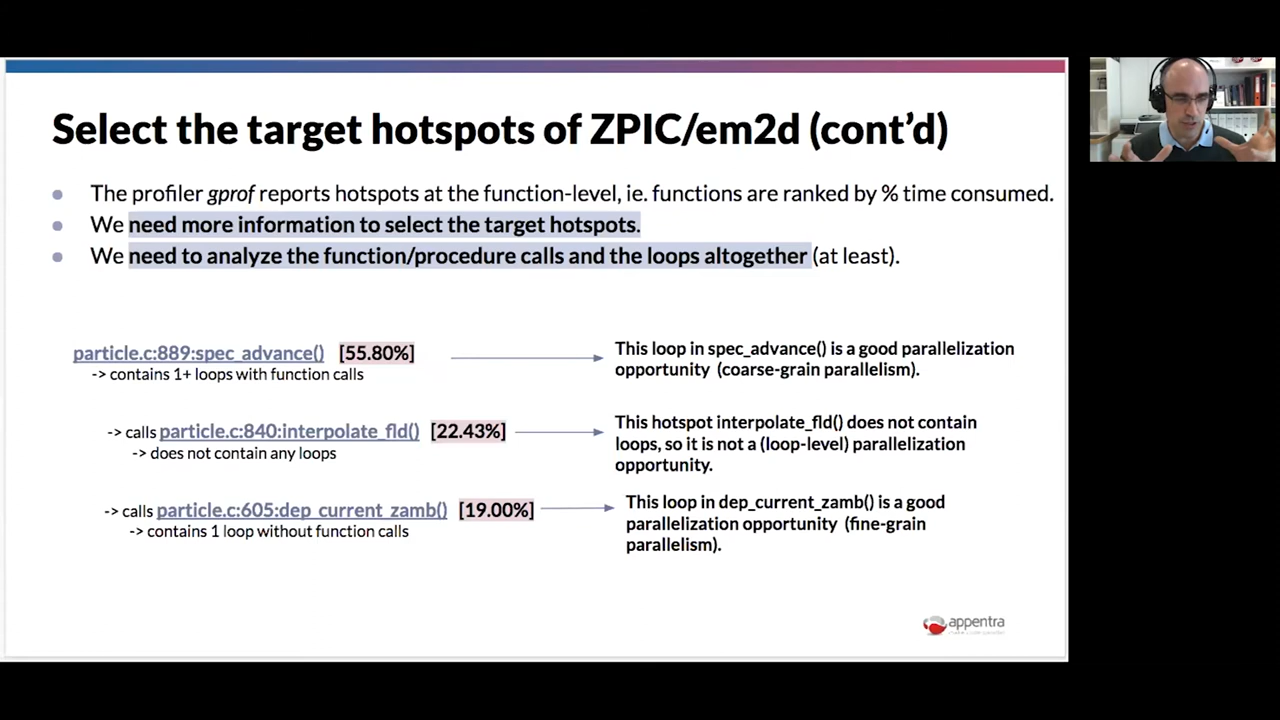 Select the target hotspots of ZPIC/em2d (cont’d)
The profiler gprof reports hotspots at the function-level, ie. functions are ranked by % time consumed.
We need more information to select the target hotspots.
We need to analyze the function/procedure calls and the loops altogether (at least).
particle.c:889:spec_advance() [55.80%]
-> contains 1+ loops with function calls
This loop in spec_advance() is a good parallelization
opportunity (coarse-grain parallelism).
-> calls particle.c:840:interpolate_fld() [22.43%]
-> does not contain any loops
This hotspot interpolate_fld() does not contain
loops, so it is not a (loop-level) parallelization
opportunity.
-> calls particle.c:605:dep_current_zamb() [19.00%]
-> contains 1 loop without function calls
This loop in dep_current_zamb() is a good
parallelization opportunity (fine-grain
parallelism).
appentra